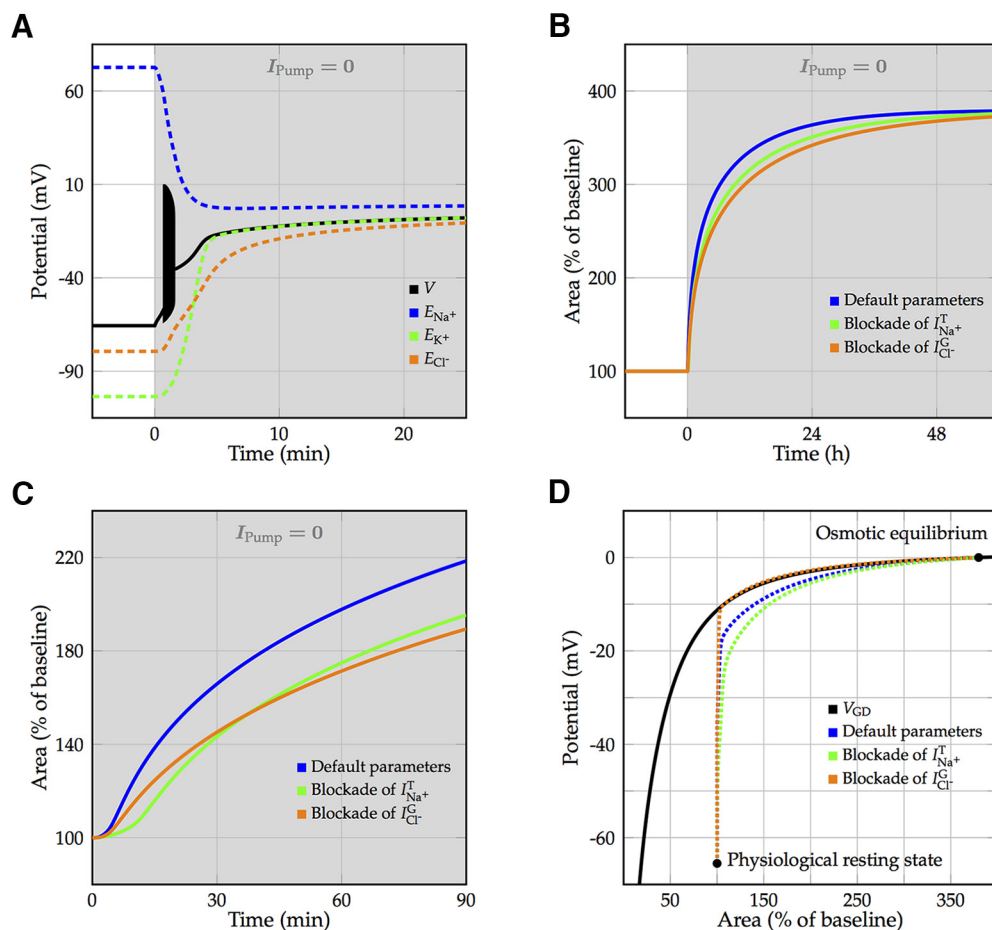 A
I_Pump = 0
Potential (mV)
60
10
-40
-90
V
E_Na+
E_K+
E_Cl-
0
10
20
Time (min)
B
I_Pump = 0
Area (% of baseline)
400
300
200
100
Default parameters
Blockade of I^T_Na+
Blockade of I^G_Cl-
0
24
48
Time (h)
C
I_Pump = 0
Area (% of baseline)
220
180
140
100
Default parameters
Blockade of I^T_Na+
Blockade of I^G_Cl-
0
30
60
90
Time (min)
D
Osmotic equilibrium
Potential (mV)
0
-20
-40
-60
V_GD
Default parameters
Blockade of I^T_Na+
Blockade of I^G_Cl-
Physiological resting state
50
150
250
350
Area (% of baseline)